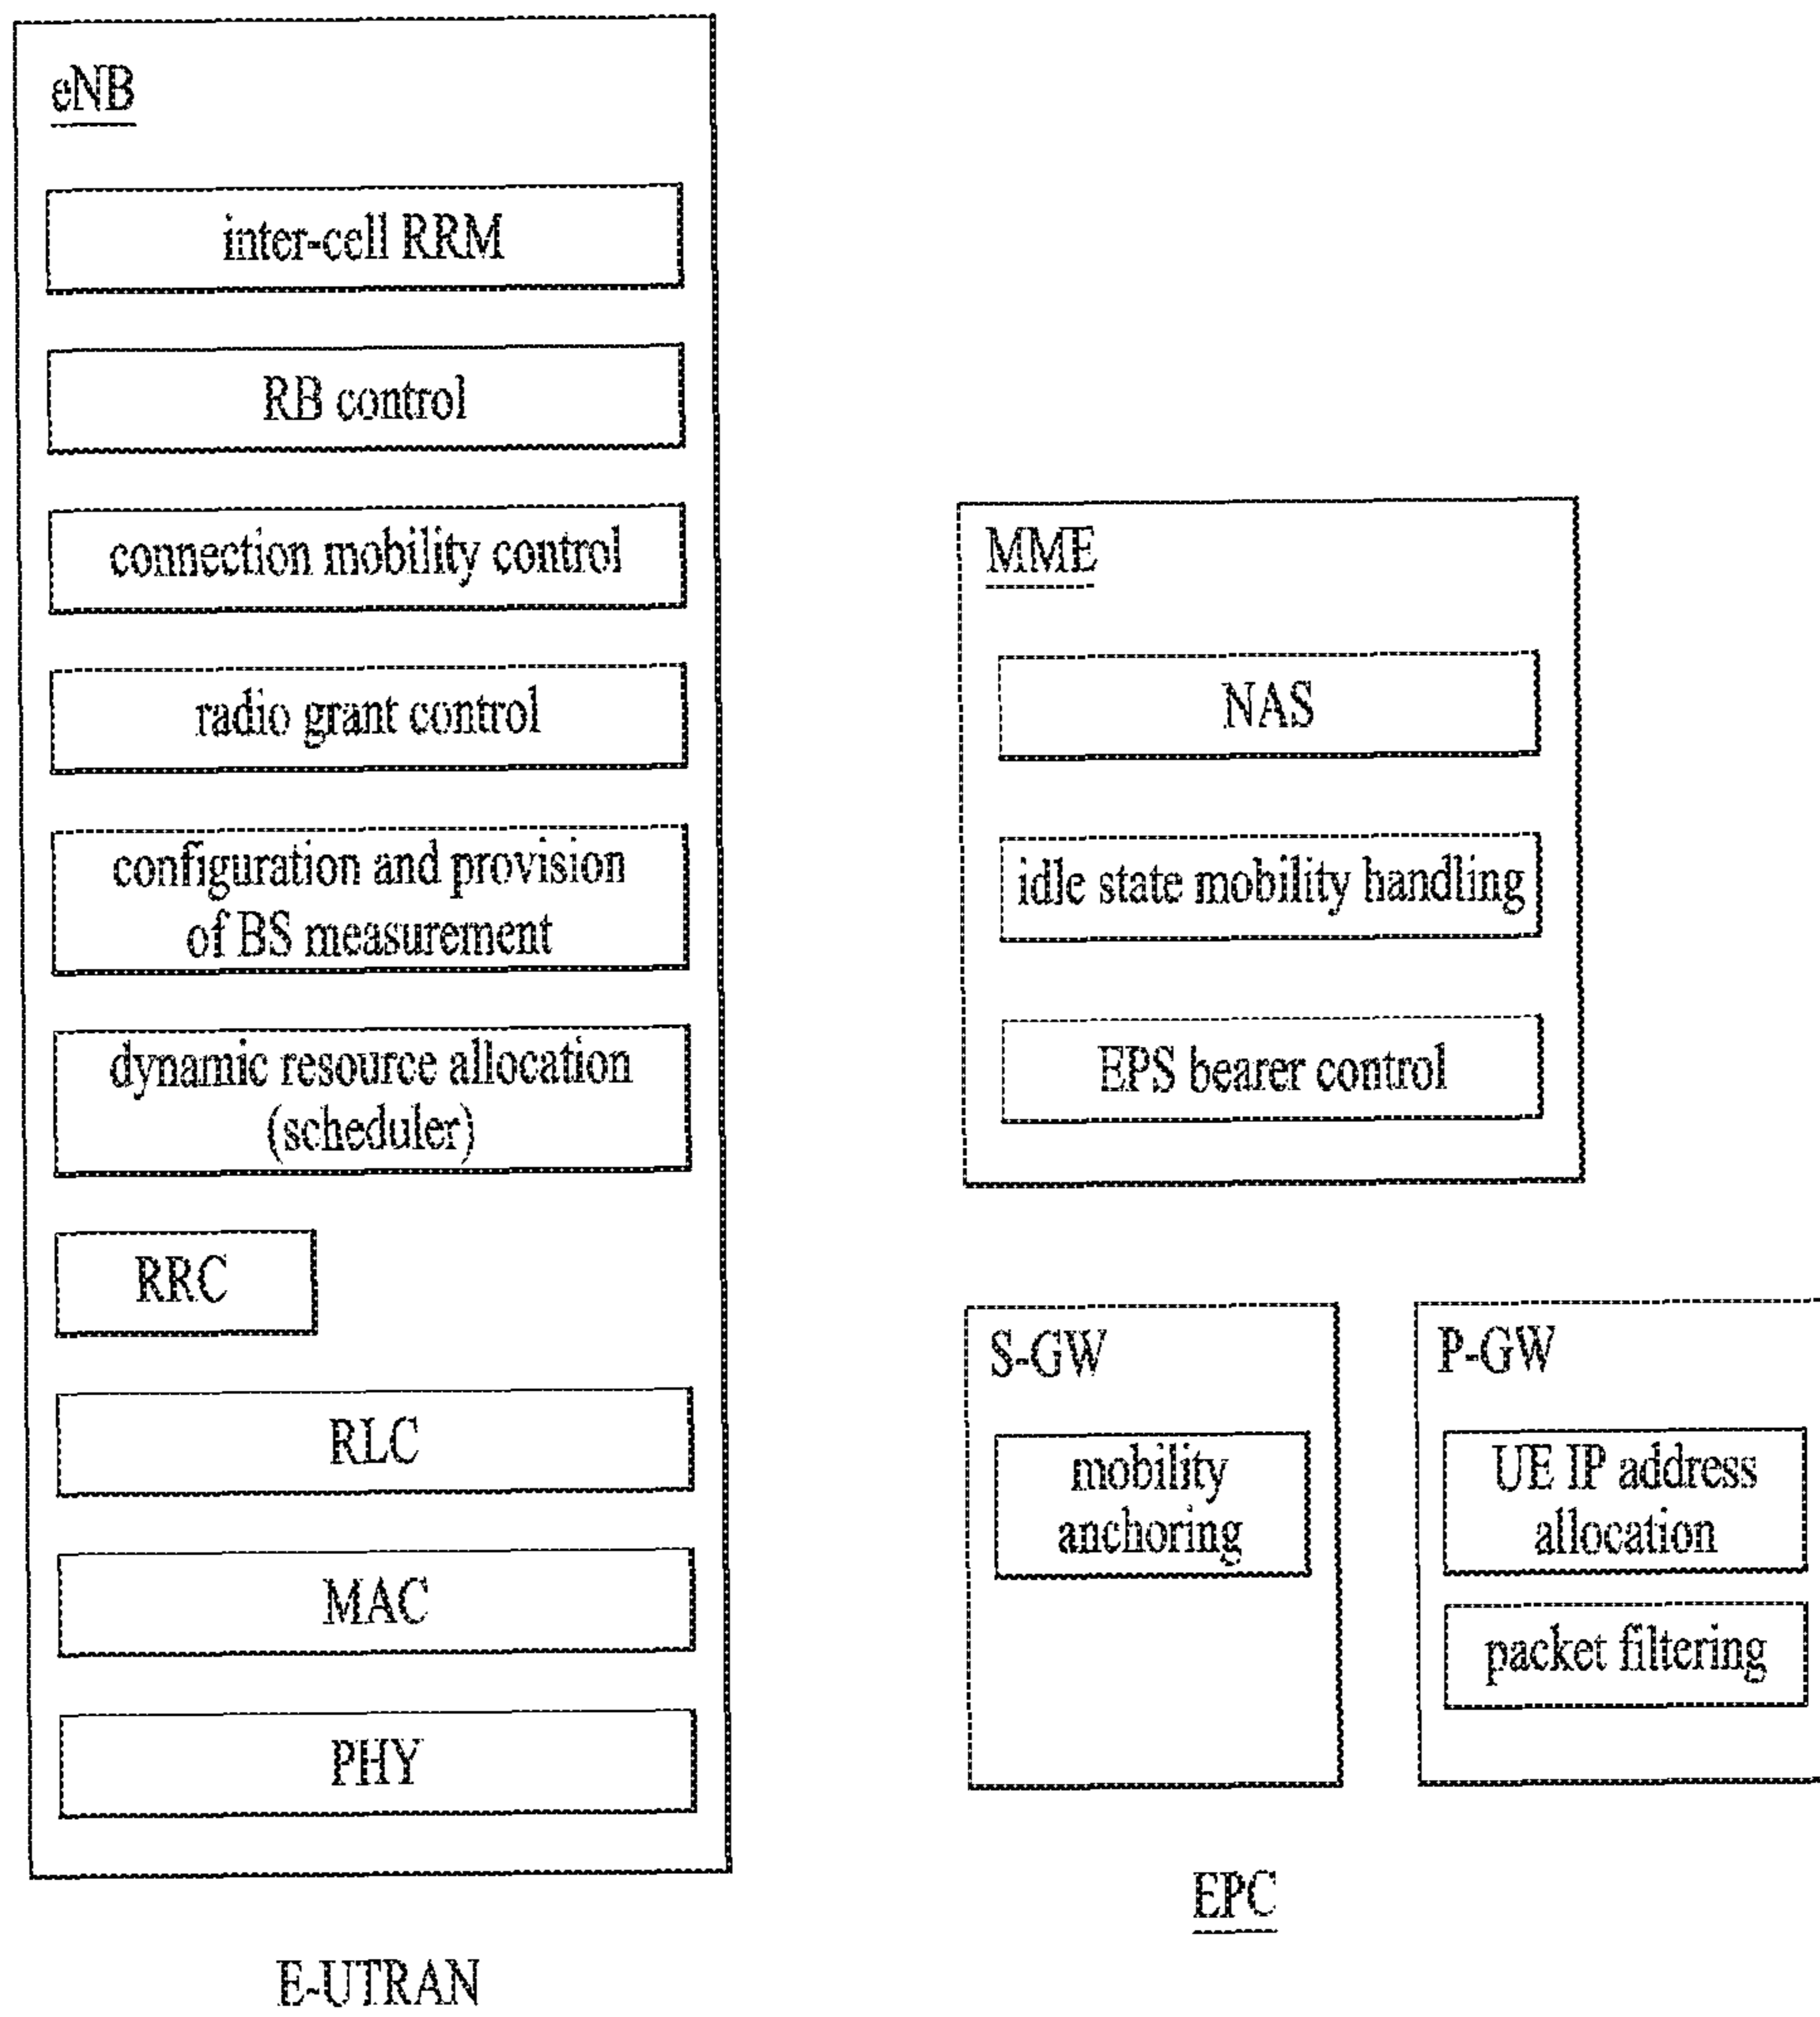 eNB
inter-cell RRM
RB control
connection mobility control
radio grant control
configuration and provision
of BS measurement
dynamic resource allocation
(scheduler)
RRC
RLC
MAC
PHY
E-UTRAN
MME
NAS
idle state mobility handling
EPS bearer control
S-GW
mobility
anchoring
P-GW
UE IP address
allocation
packet filtering
EPC